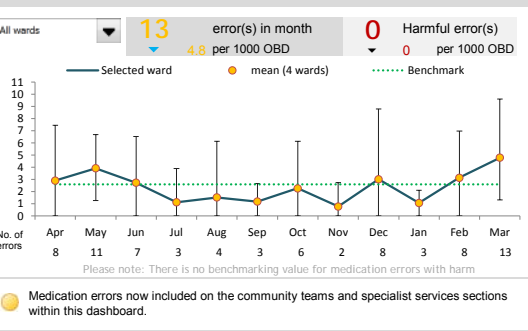 All wards
13 error(s) in month
4.8 per 1000 OBD
0 Harmful error(s)
0 per 1000 OBD
Selected ward mean (4 wards) Benchmark
11
10
9
8
7
6
5
4
3
2
1
0
Apr May Jun Jul Aug Sep Oct Nov Dec Jan Feb Mar
No. of
errors
8 11 7 3 4 3 6 2 8 3 8 13
Please note: There is no benchmarking value for medication errors with harm
Medication errors now included on the community teams and specialist services sections
within this dashboard.